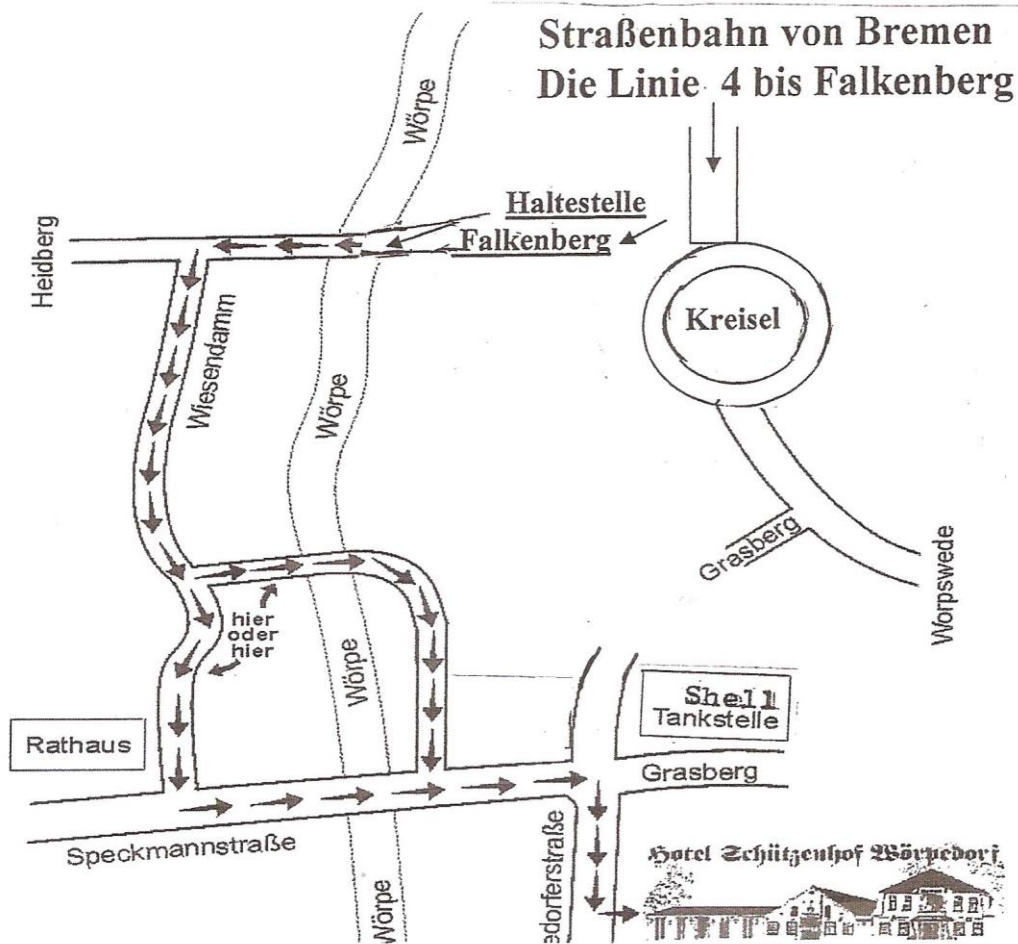 Straßenbahn von Bremen
Die Linie 4 bis Falkenberg
Wörpe
Haltestelle
Falkenberg
Heidberg
Kreisel
Wiesendamm
Wörpe
Grasberg
Worpswede
hier
oder
hier
Wörpe
Shell
Tankstelle
Rathaus
Grasberg
Speckmannstraße
edorferstraße
Hotel Schützenhof Wörpedorf
Wörpe